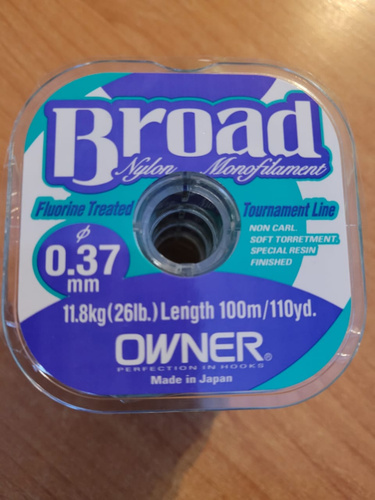 Broad
Nylon Monofilament
Fluorine Treated
Tournament Line
NON CARL.
SOFT TORRETMENT.
SPECIAL RESIN
FINISHED
ø
0.37
mm
11.8kg(26lb.) Length 100m/110yd.
OWNER®
PERFECTION IN HOOKS
Made in Japan